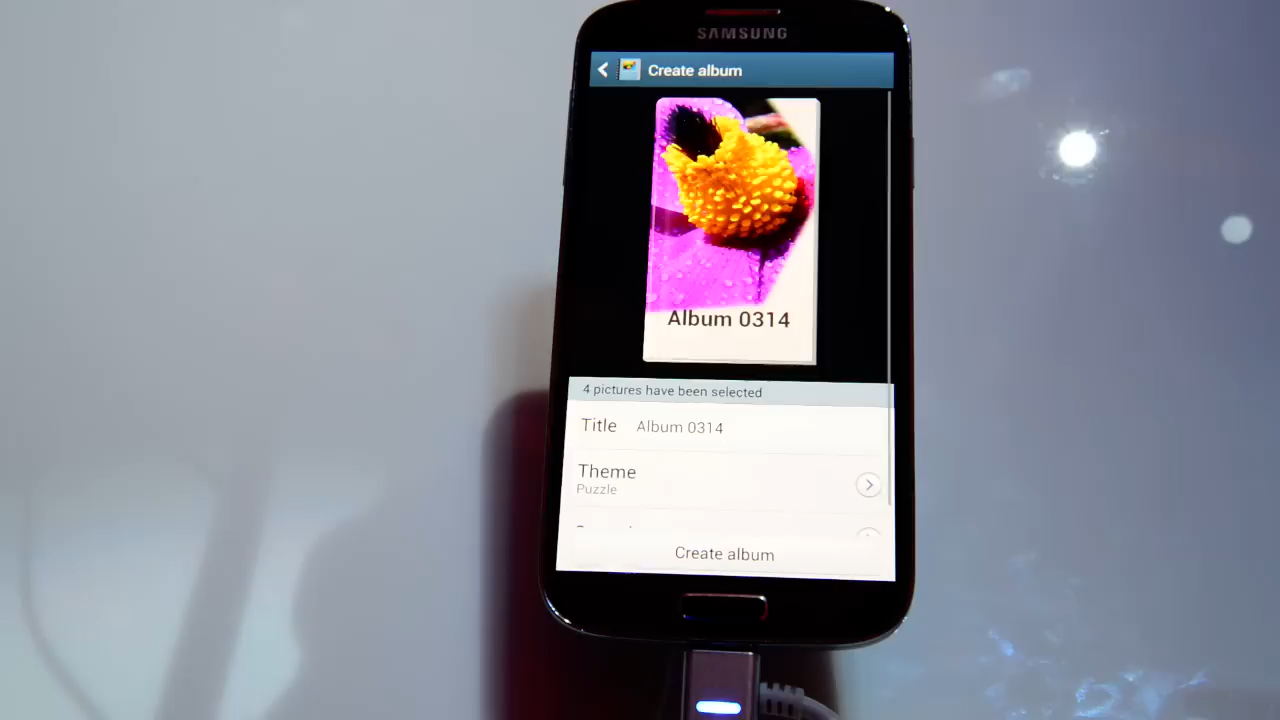 SAMSUNG
Create album
Album 0314
4 pictures have been selected
Title Album 0314
Theme
Puzzle
Create album